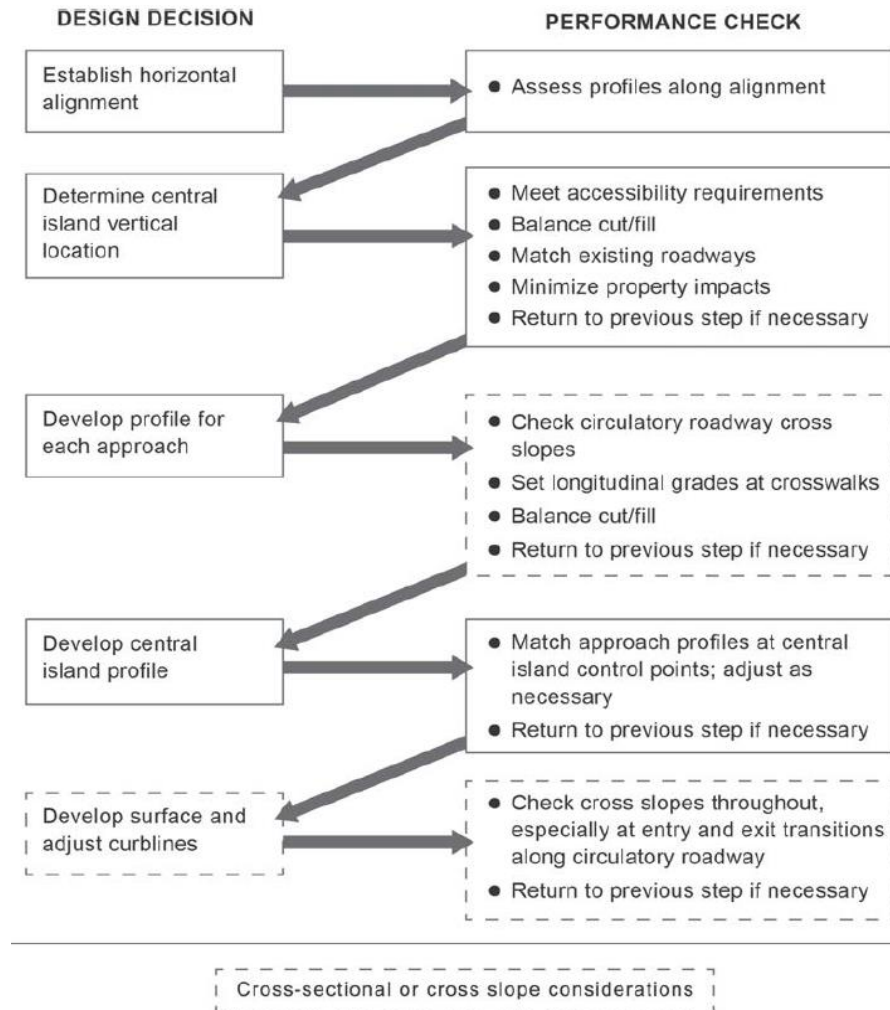 DESIGN DECISION
PERFORMANCE CHECK
Establish horizontal
alignment
● Assess profiles along alignment
Determine central
island vertical
location
● Meet accessibility requirements
● Balance cut/fill
● Match existing roadways
● Minimize property impacts
● Return to previous step if necessary
Develop profile for
each approach
● Check circulatory roadway cross
slopes
● Set longitudinal grades at crosswalks
● Balance cut/fill
● Return to previous step if necessary
Develop central
island profile
● Match approach profiles at central
island control points; adjust as
necessary
● Return to previous step if necessary
Develop surface and
adjust curblines
● Check cross slopes throughout,
especially at entry and exit transitions
along circulatory roadway
● Return to previous step if necessary
Cross-sectional or cross slope considerations